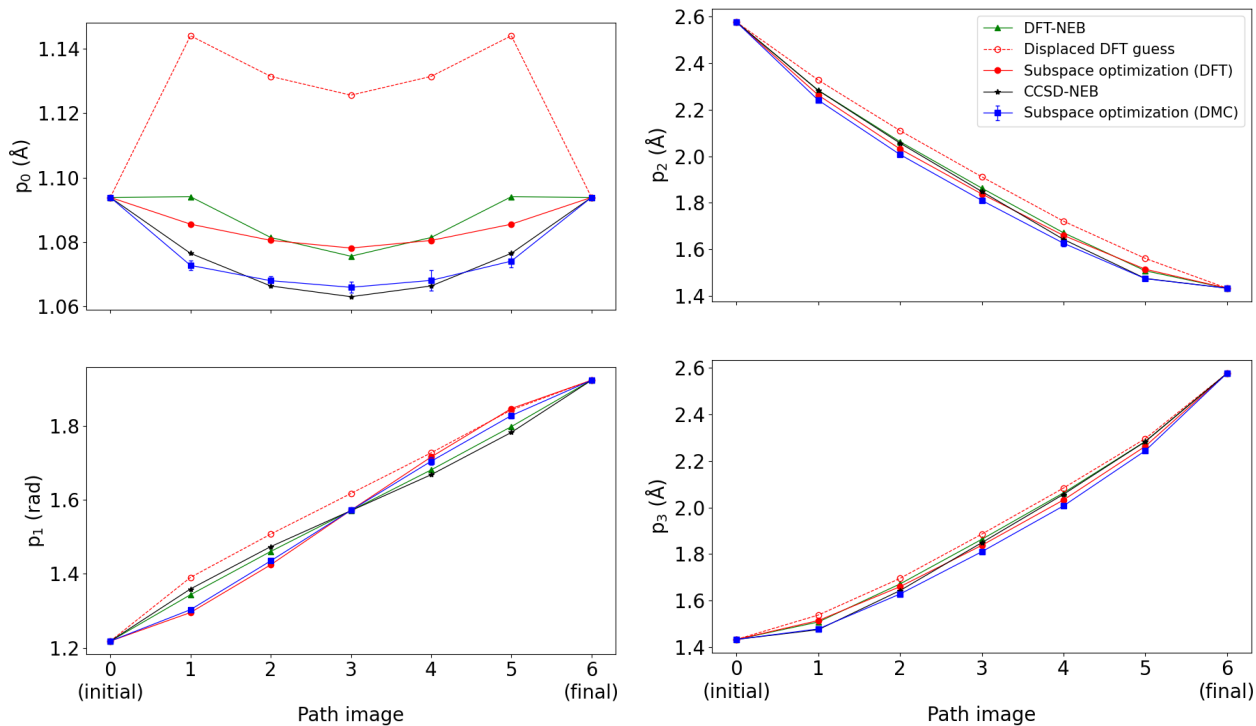 1.14
1.12
1.10
1.08
1.06
p₀ (Å)
2.6
2.4
2.2
2.0
1.8
1.6
1.4
p₂ (Å)
DFT-NEB
Displaced DFT guess
Subspace optimization (DFT)
CCSD-NEB
Subspace optimization (DMC)
1.8
1.6
1.4
1.2
p₁ (rad)
0 1 2 3 4 5 6
(initial) (final)
Path image
2.6
2.4
2.2
2.0
1.8
1.6
1.4
p₃ (Å)
0 1 2 3 4 5 6
(initial) (final)
Path image